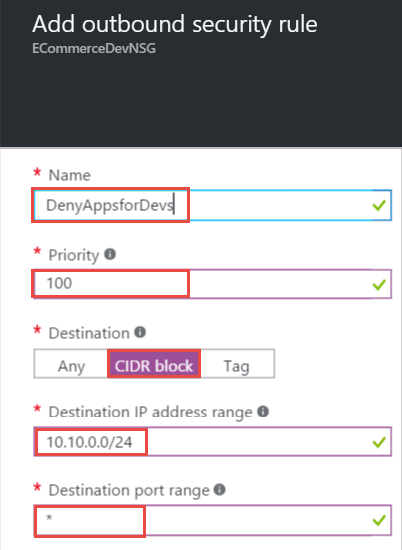 Add outbound security rule
ECommerceDevNSG
* Name
DenyAppsforDevs
* Priority
100
* Destination
Any CIDR block Tag
* Destination IP address range
10.10.0.0/24
* Destination port range
*